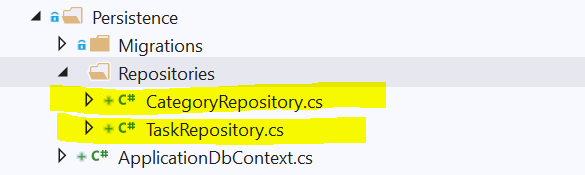 Persistence
Migrations
Repositories
+ C# CategoryRepository.cs
+ C# TaskRepository.cs
+ C# ApplicationDbContext.cs